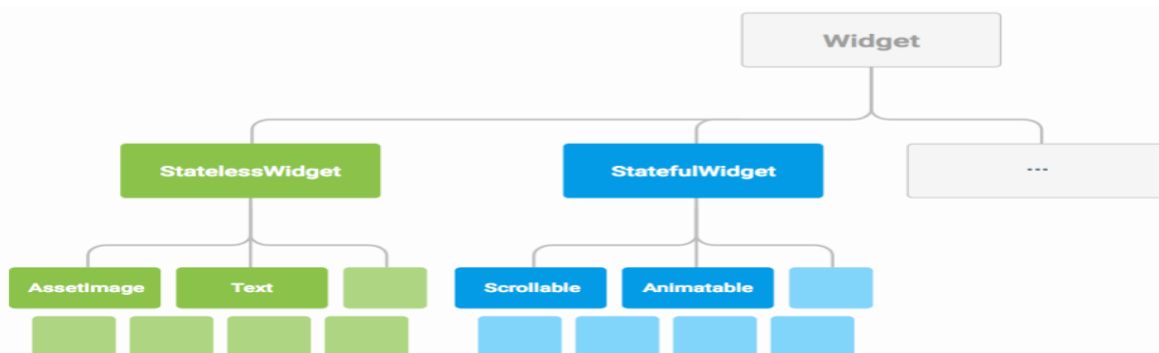 Widget
StatelessWidget
StatefulWidget
---
AssetImage
Text
Scrollable
Animatable